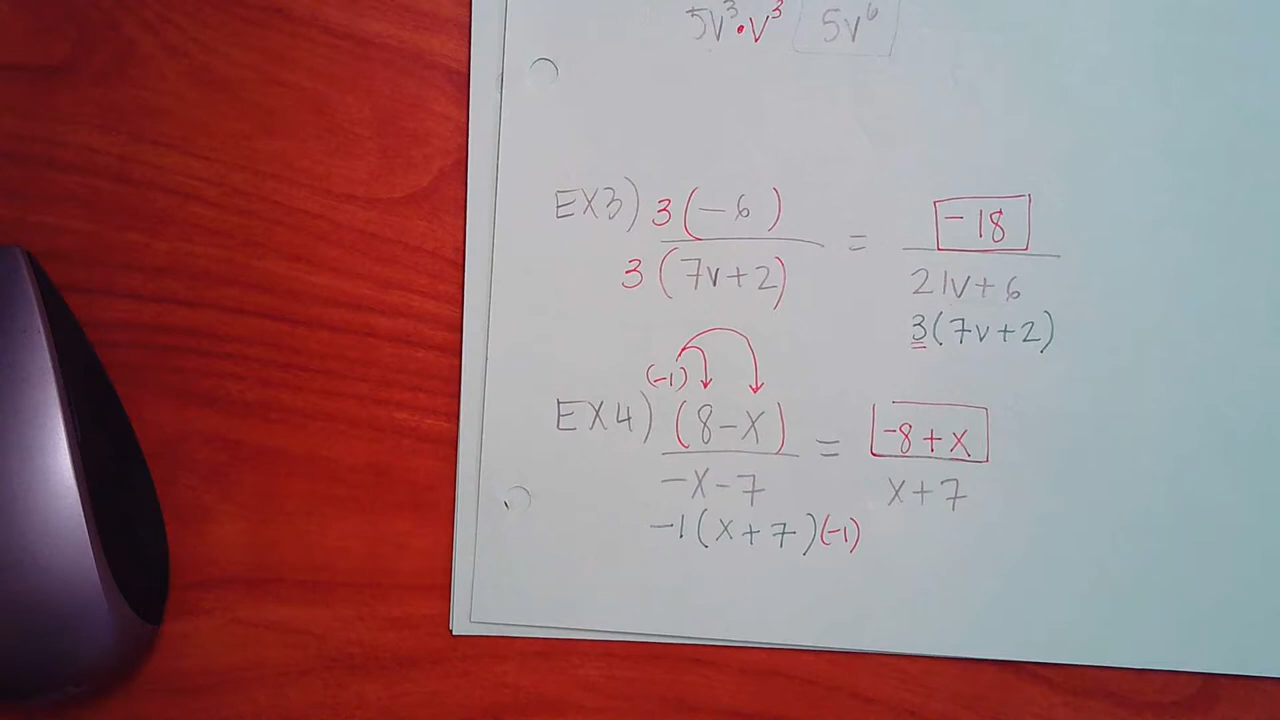 5v³•v³ 5v⁶
EX3) 3(-6) / 3(7v+2) = -18 / 21v+6
3(7v+2)
(-1)
EX4) (8-x) / -x-7 = -8+x / x+7
-1(x+7)(-1)